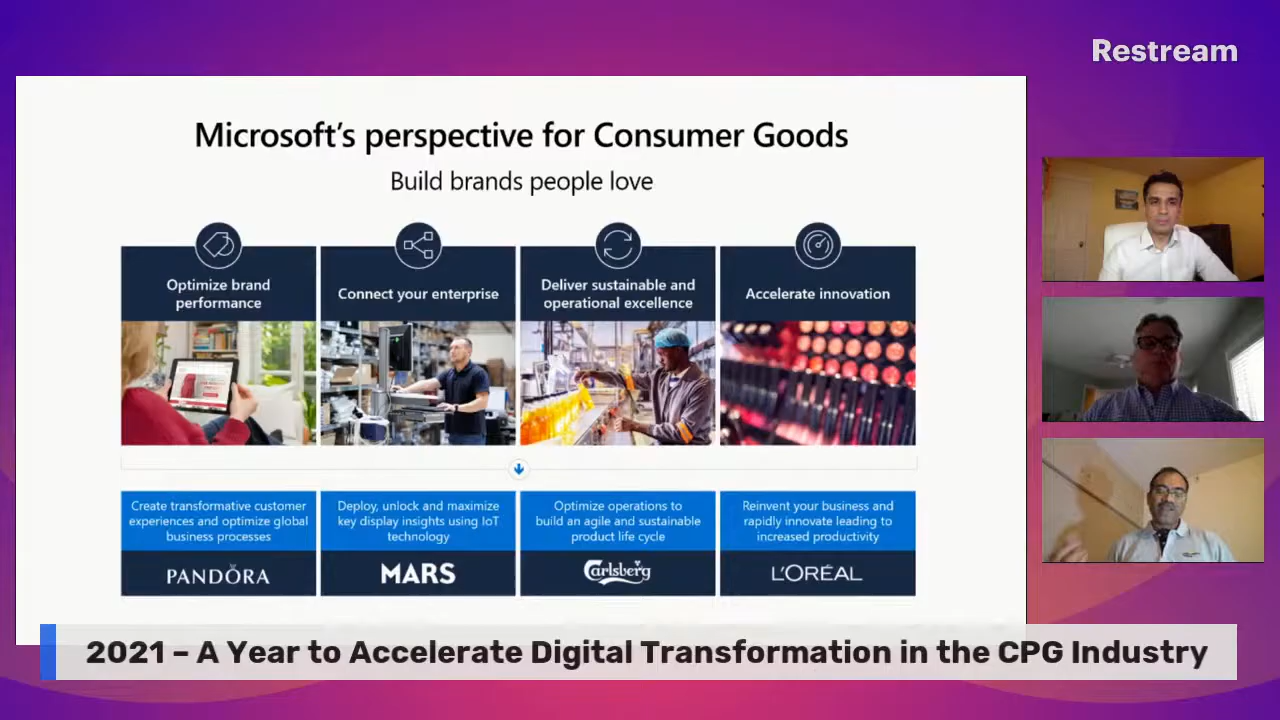 Restream
Microsoft's perspective for Consumer Goods
Build brands people love
Optimize brand
performance
Connect your enterprise
Deliver sustainable and
operational excellence
Accelerate innovation
Create transformative customer
experiences and optimize global
business processes
Deploy, unlock and maximize
key display insights using IoT
technology
Optimize operations to
build an agile and sustainable
product life cycle
Reinvent your business and
rapidly innovate leading to
increased productivity
PANDÖRA
MARS
Carlsberg
L'ORÉAL
2021 – A Year to Accelerate Digital Transformation in the CPG Industry